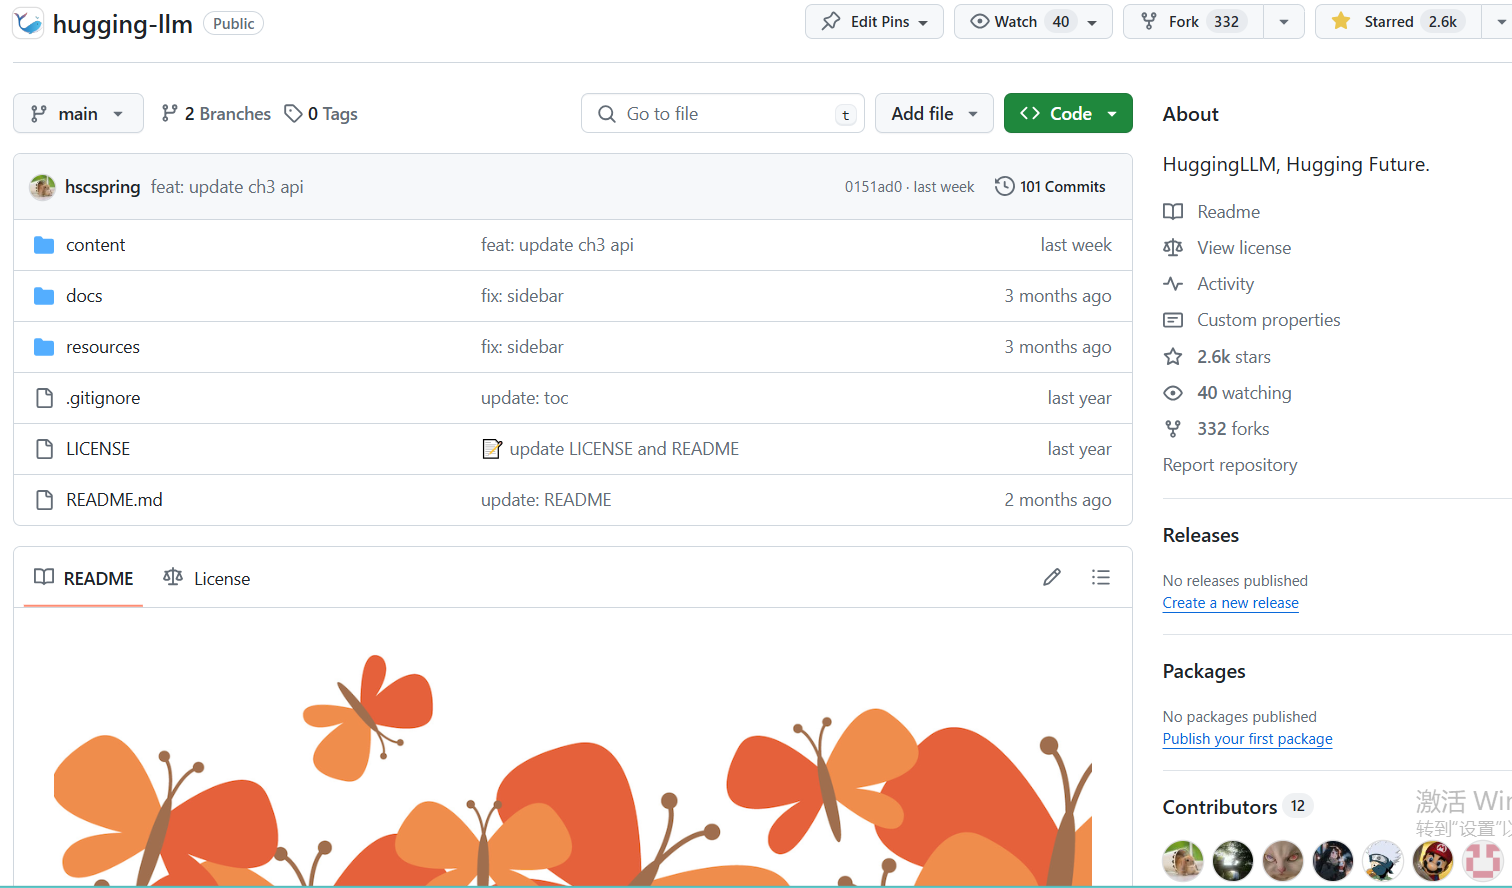 hugging-llm Public
Edit Pins
Watch 40
Fork 332
Starred 2.6k
main
2 Branches
0 Tags
Go to file
t
Add file
Code
hscspring feat: update ch3 api
0151ad0 · last week
101 Commits
content feat: update ch3 api last week
docs fix: sidebar 3 months ago
resources fix: sidebar 3 months ago
.gitignore update: toc last year
LICENSE 📝 update LICENSE and README last year
README.md update: README 2 months ago
README
License
About
HuggingLLM, Hugging Future.
Readme
View license
Activity
Custom properties
2.6k stars
40 watching
332 forks
Report repository
Releases
No releases published
Create a new release
Packages
No packages published
Publish your first package
Contributors 12
激活 Win
转到"设置"以